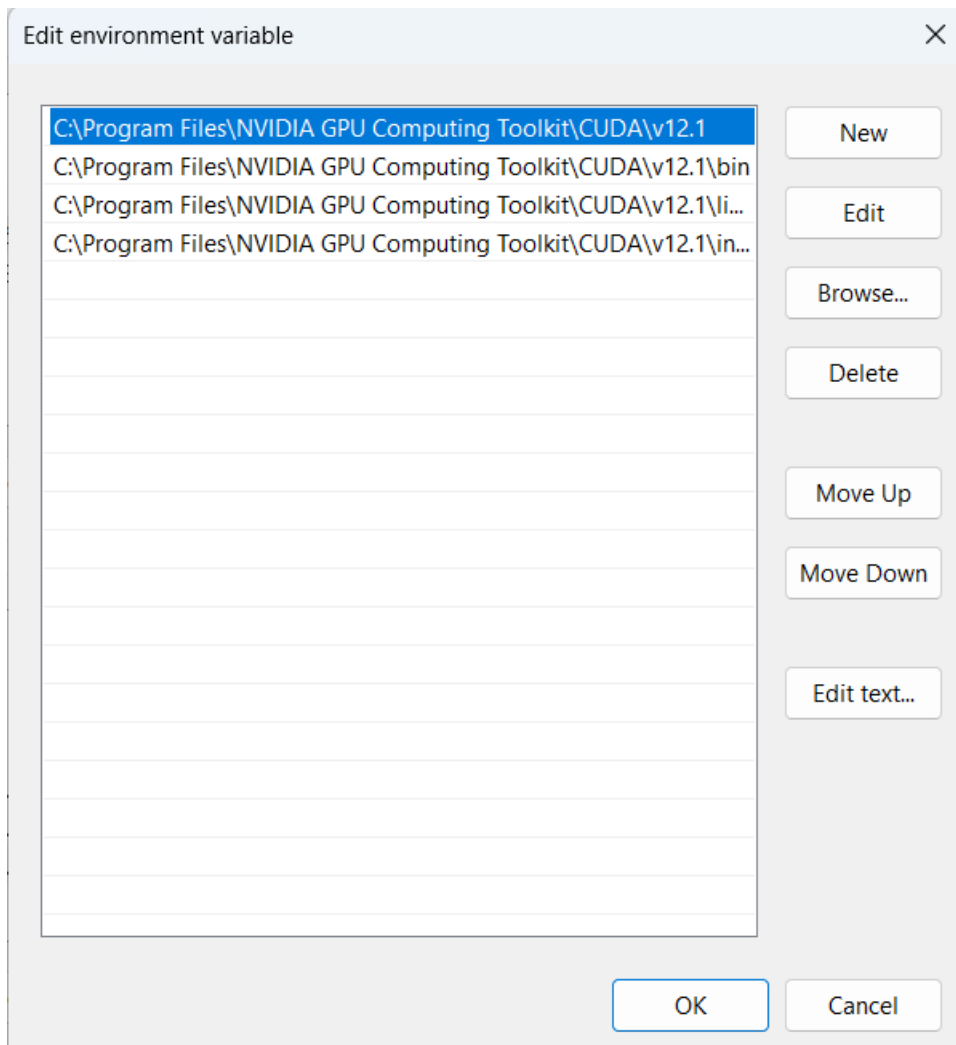 Edit environment variable
C:\Program Files\NVIDIA GPU Computing Toolkit\CUDA\v12.1
C:\Program Files\NVIDIA GPU Computing Toolkit\CUDA\v12.1\bin
C:\Program Files\NVIDIA GPU Computing Toolkit\CUDA\v12.1\li...
C:\Program Files\NVIDIA GPU Computing Toolkit\CUDA\v12.1\in...
New
Edit
Browse...
Delete
Move Up
Move Down
Edit text...
OK
Cancel